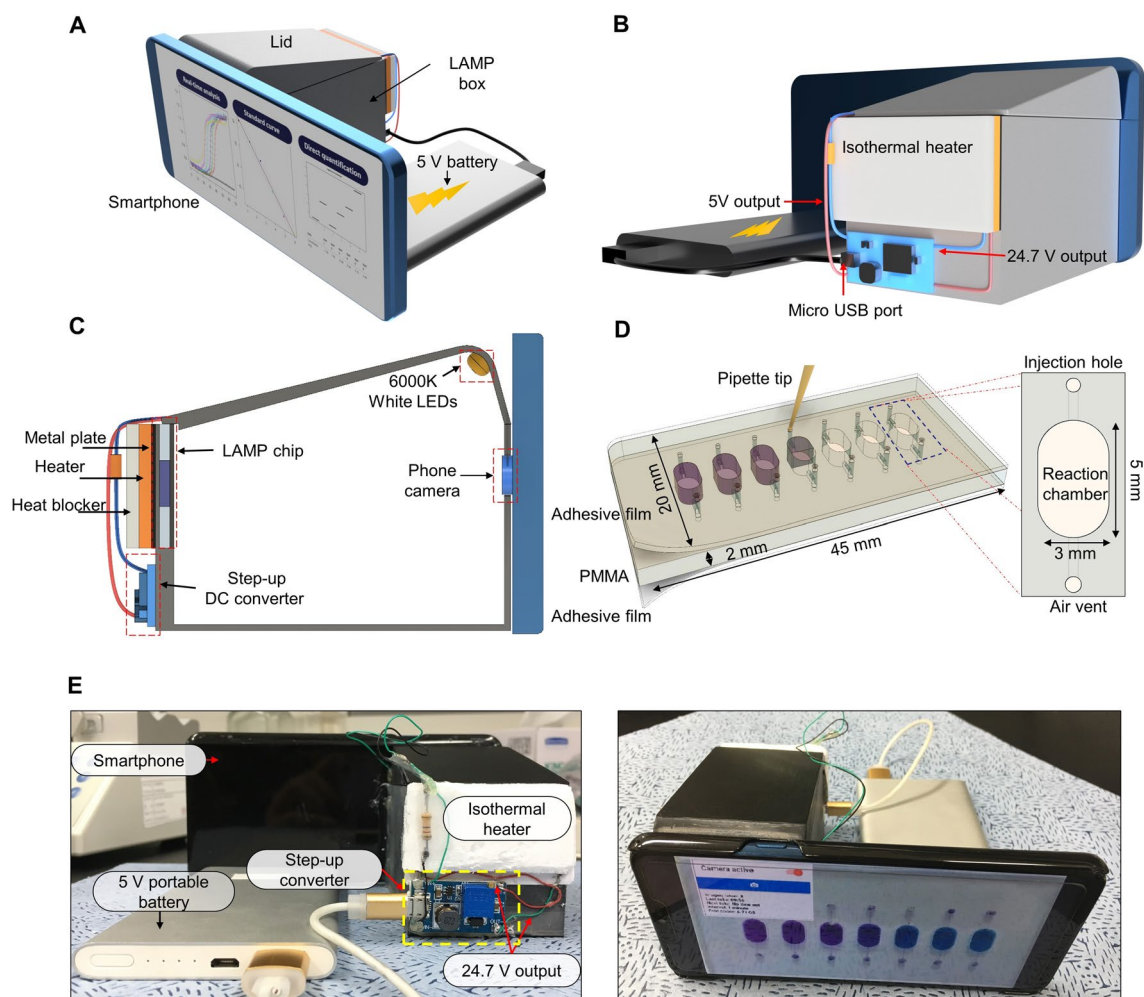 A
Lid
LAMP
box
Real-time analysis
Standard curve
Direct quantification
5 V battery
Smartphone
B
Isothermal heater
5V output
24.7 V output
Micro USB port
C
6000K
White LEDs
Metal plate
LAMP chip
Heater
Phone
camera
Heat blocker
Step-up
DC converter
D
Pipette tip
Injection hole
Reaction
chamber
5 mm
3 mm
Air vent
20 mm
Adhesive film
2 mm
45 mm
PMMA
Adhesive film
E
Smartphone
Isothermal
heater
Step-up
converter
5 V portable
battery
24.7 V output
Camera active